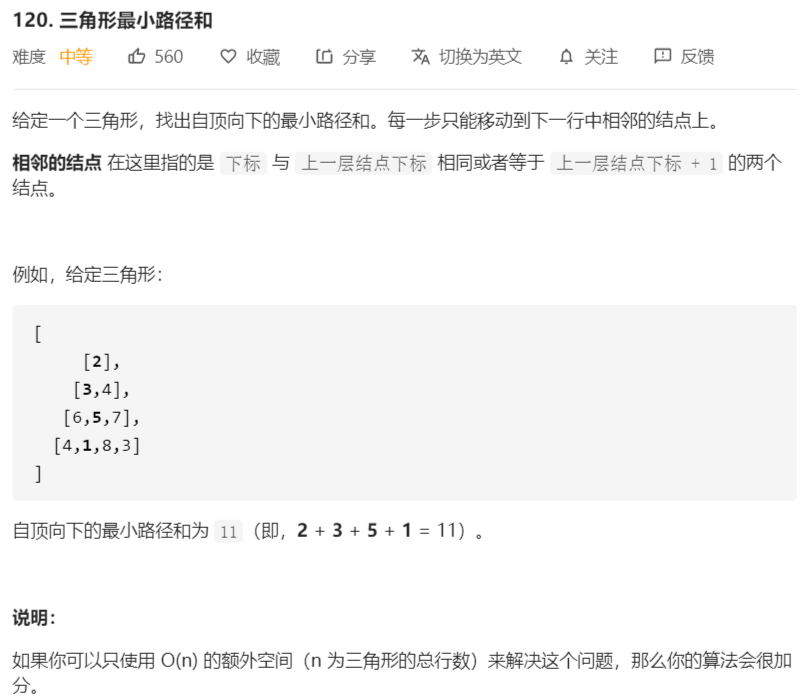 120. 三角形最小路径和
难度 中等 560 收藏 分享 切换为英文 关注 反馈
给定一个三角形，找出自顶向下的最小路径和。每一步只能移动到下一行中相邻的结点上。
相邻的结点 在这里指的是 下标 与 上一层结点下标 相同或者等于 上一层结点下标 + 1 的两个
结点。
例如，给定三角形：
[
[2],
[3,4],
[6,5,7],
[4,1,8,3]
]
自顶向下的最小路径和为 11（即，2 + 3 + 5 + 1 = 11）。
说明：
如果你可以只使用 O(n) 的额外空间（n 为三角形的总行数）来解决这个问题，那么你的算法会很加
分。